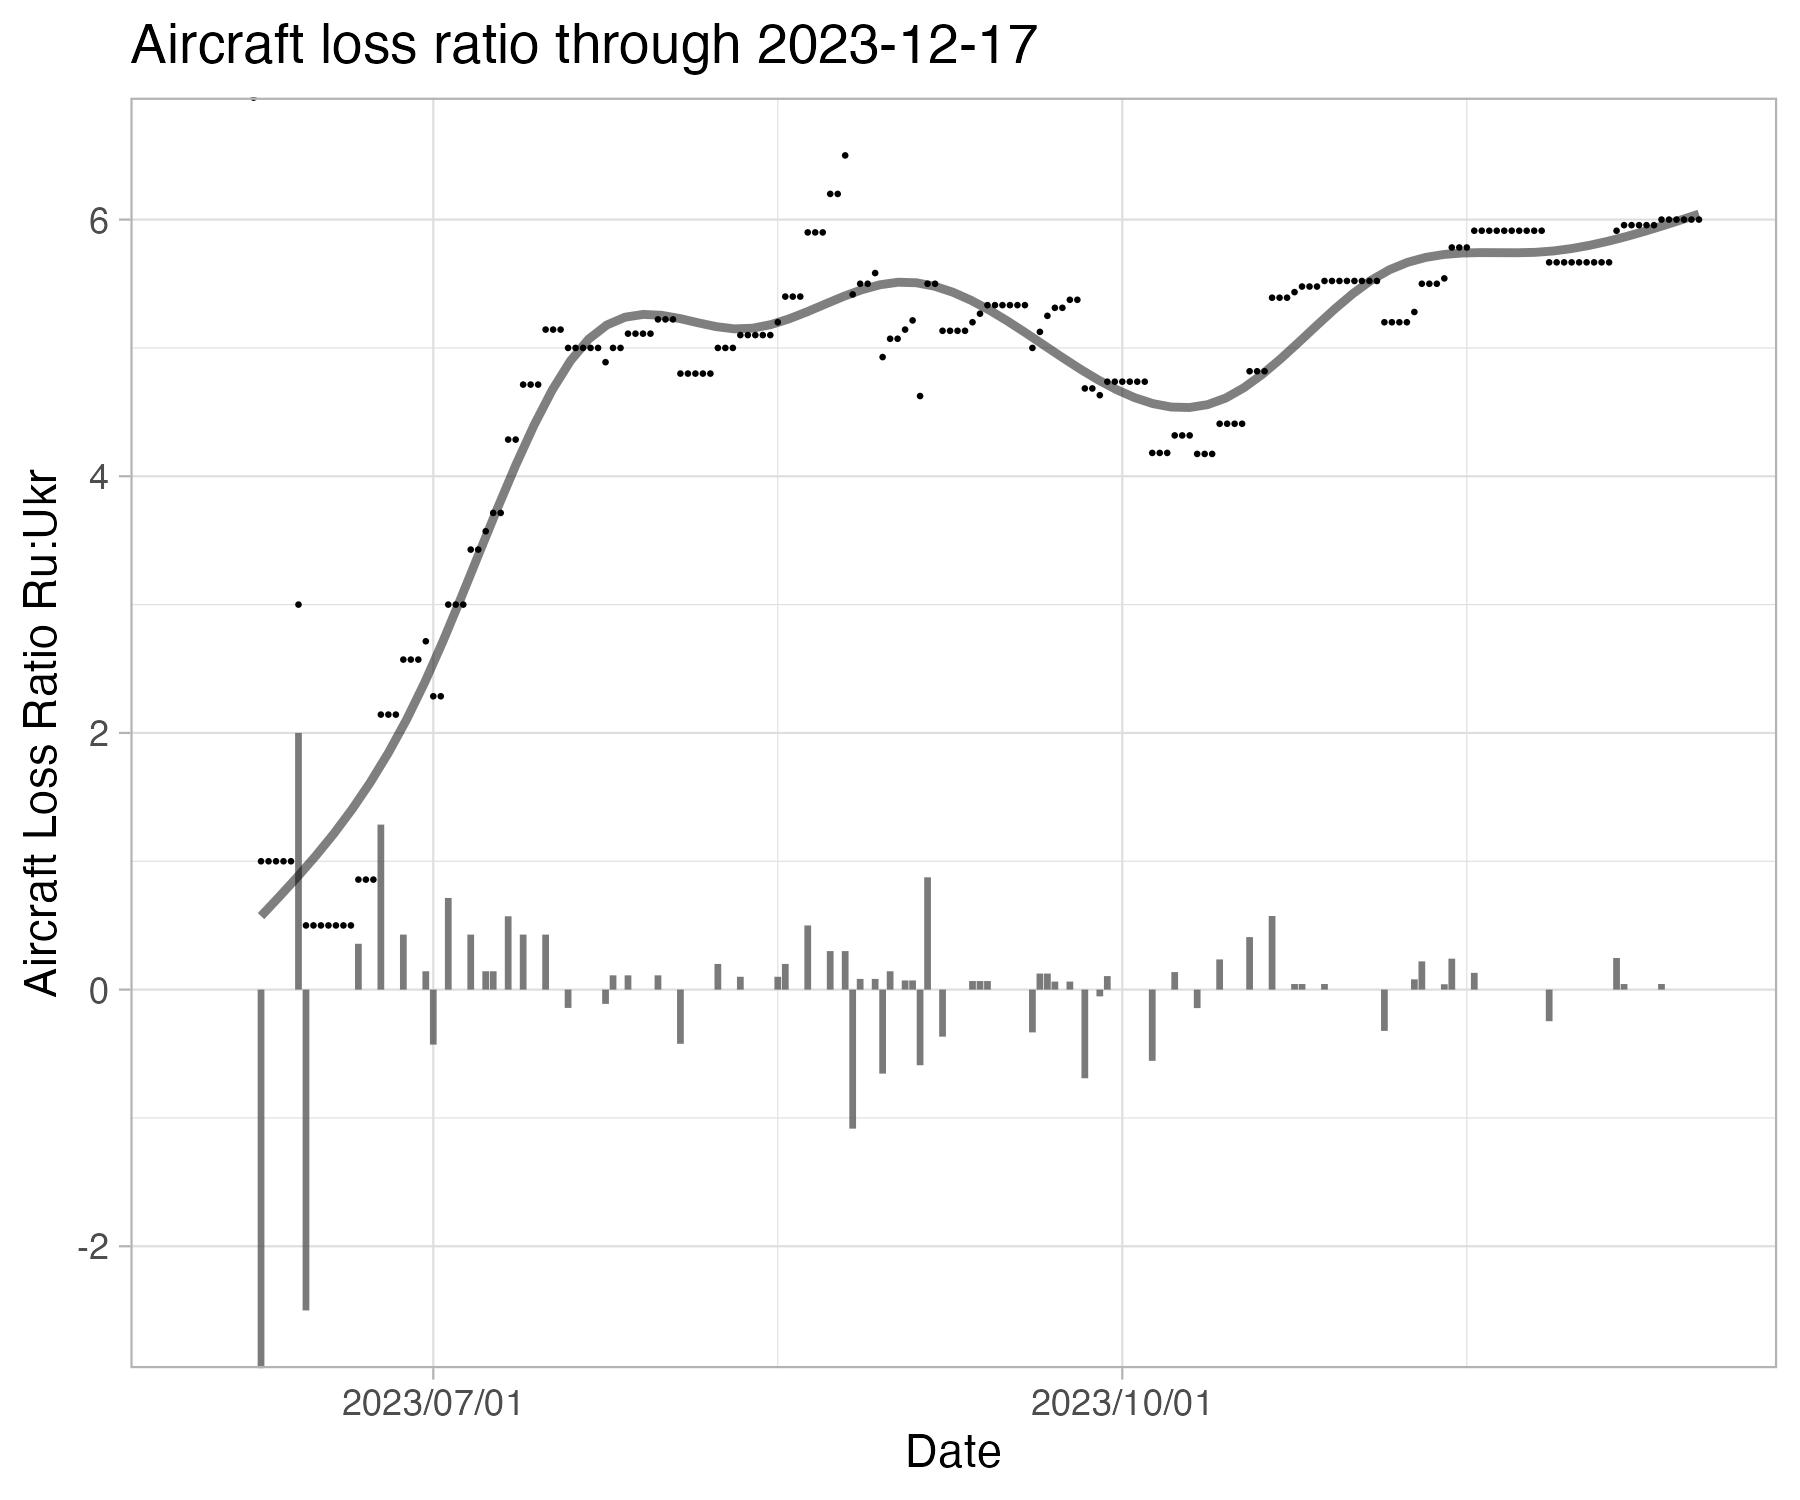 Aircraft loss ratio through 2023-12-17
Aircraft Loss Ratio Ru:Ukr
6
4
2
0
-2
2023/07/01
2023/10/01
Date